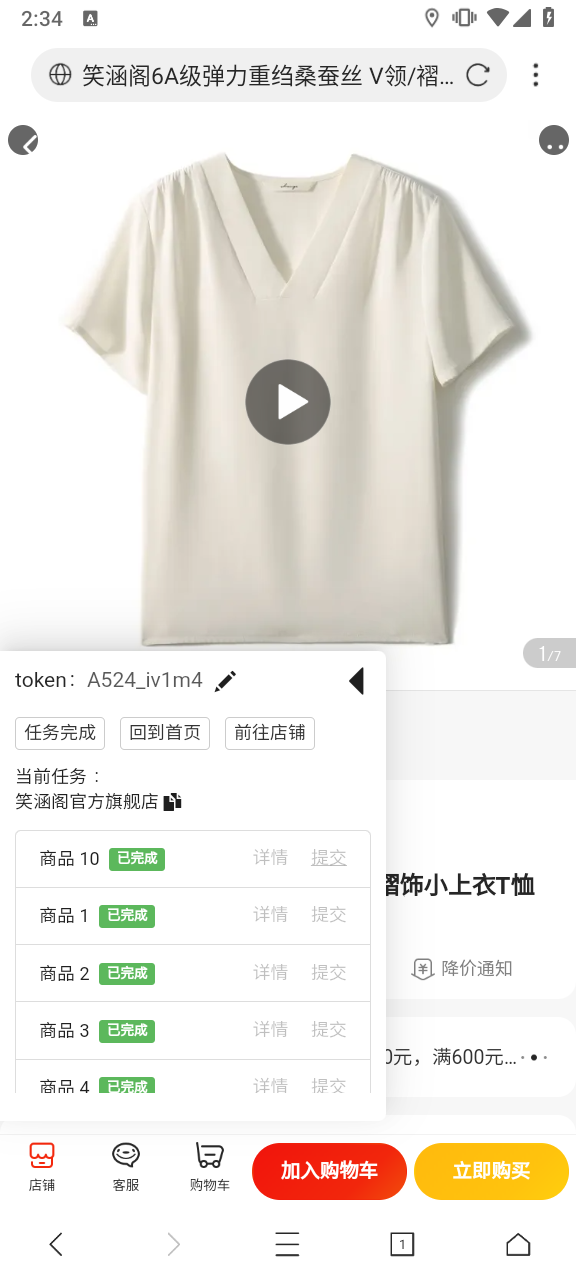 2:34
A
笑涵阁6A级弹力重绉桑蚕丝 V领/褶...
1/7
token: A524_iv1m4
任务完成 回到首页 前往店铺
当前任务：
笑涵阁官方旗舰店
商品 10 已完成 详情 提交
商品 1 已完成 详情 提交
褶饰小上衣T恤
商品 2 已完成 详情 提交
降价通知
商品 3 已完成 详情 提交
0元，满600元...
商品 4 已完成 详情 提交
店铺 客服 购物车 加入购物车 立即购买
1